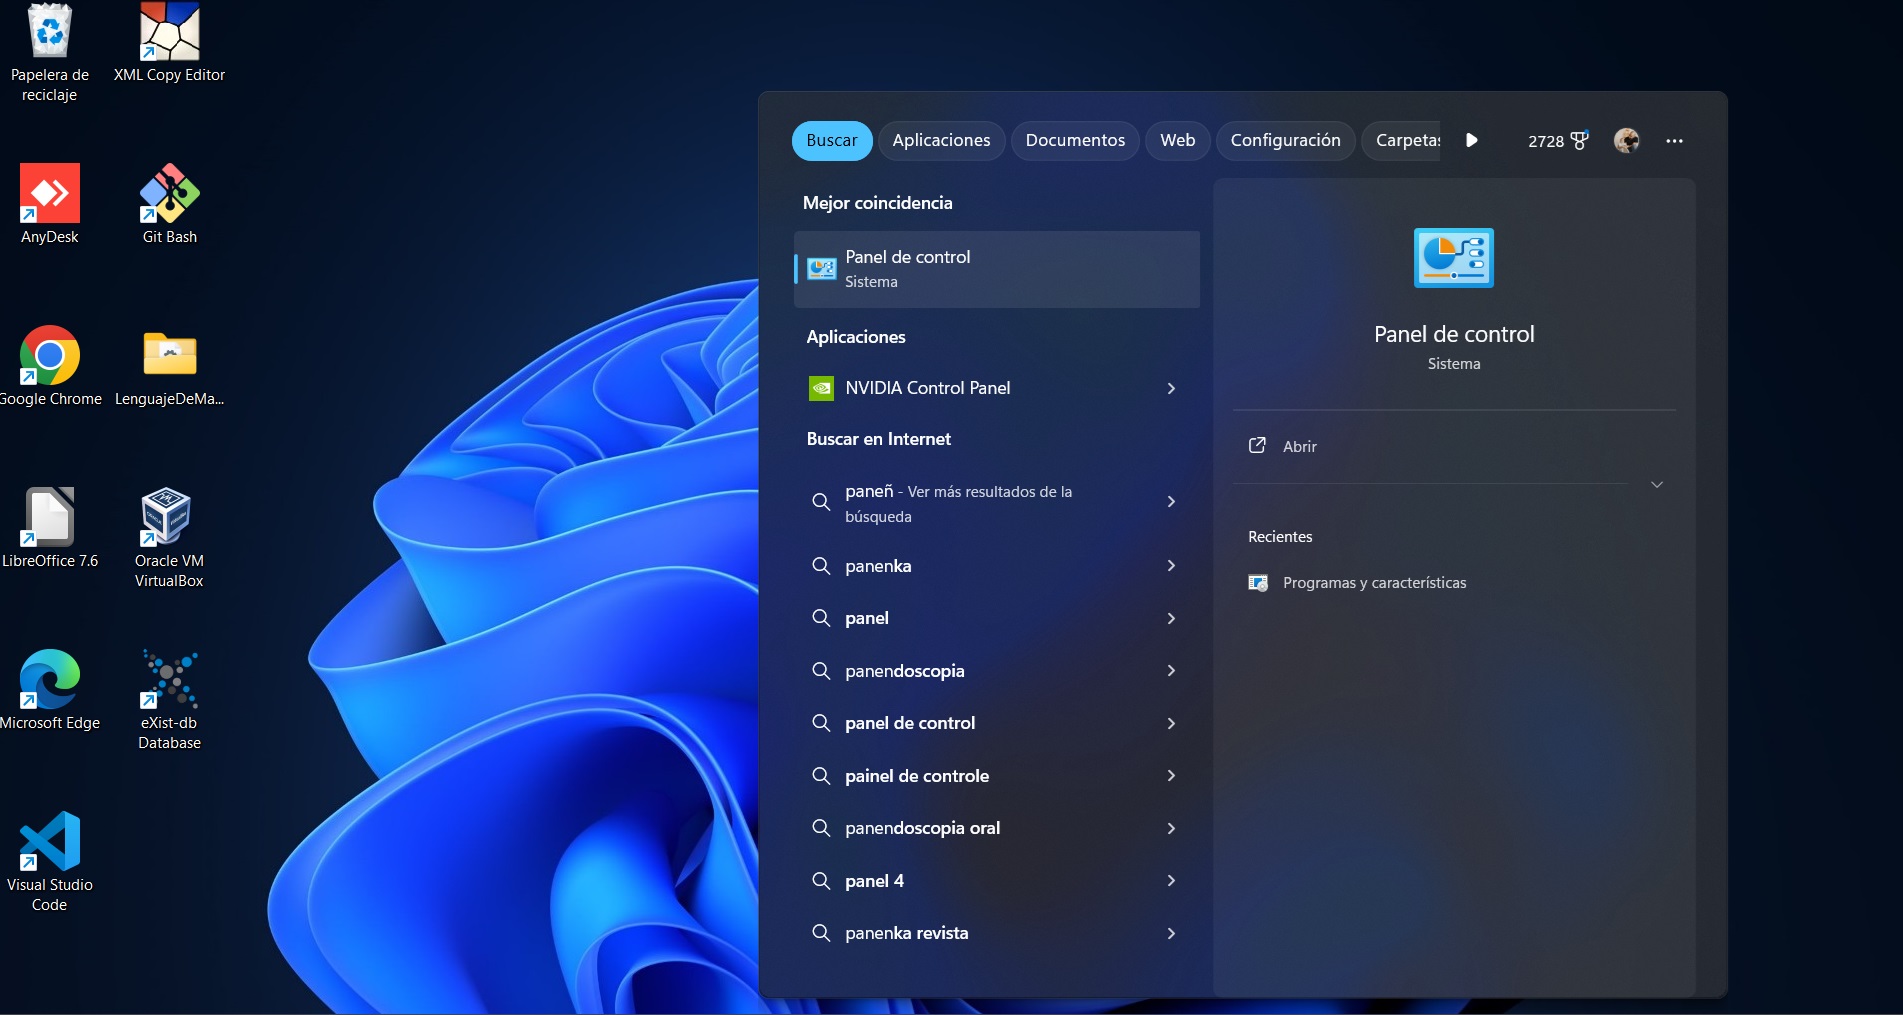 Papelera de
reciclaje
XML Copy Editor
AnyDesk
Git Bash
Google Chrome
LenguajeDeMa...
LibreOffice 7.6
Oracle VM
VirtualBox
Microsoft Edge
eXist-db
Database
Visual Studio
Code
Buscar
Aplicaciones
Documentos
Web
Configuración
Carpetas
2728
Mejor coincidencia
Panel de control
Sistema
Aplicaciones
NVIDIA Control Panel
Buscar en Internet
paneñ - Ver más resultados de la
búsqueda
panenka
panel
panendoscopia
panel de control
painel de controle
panendoscopia oral
panel 4
panenka revista
Panel de control
Sistema
Abrir
Recientes
Programas y características